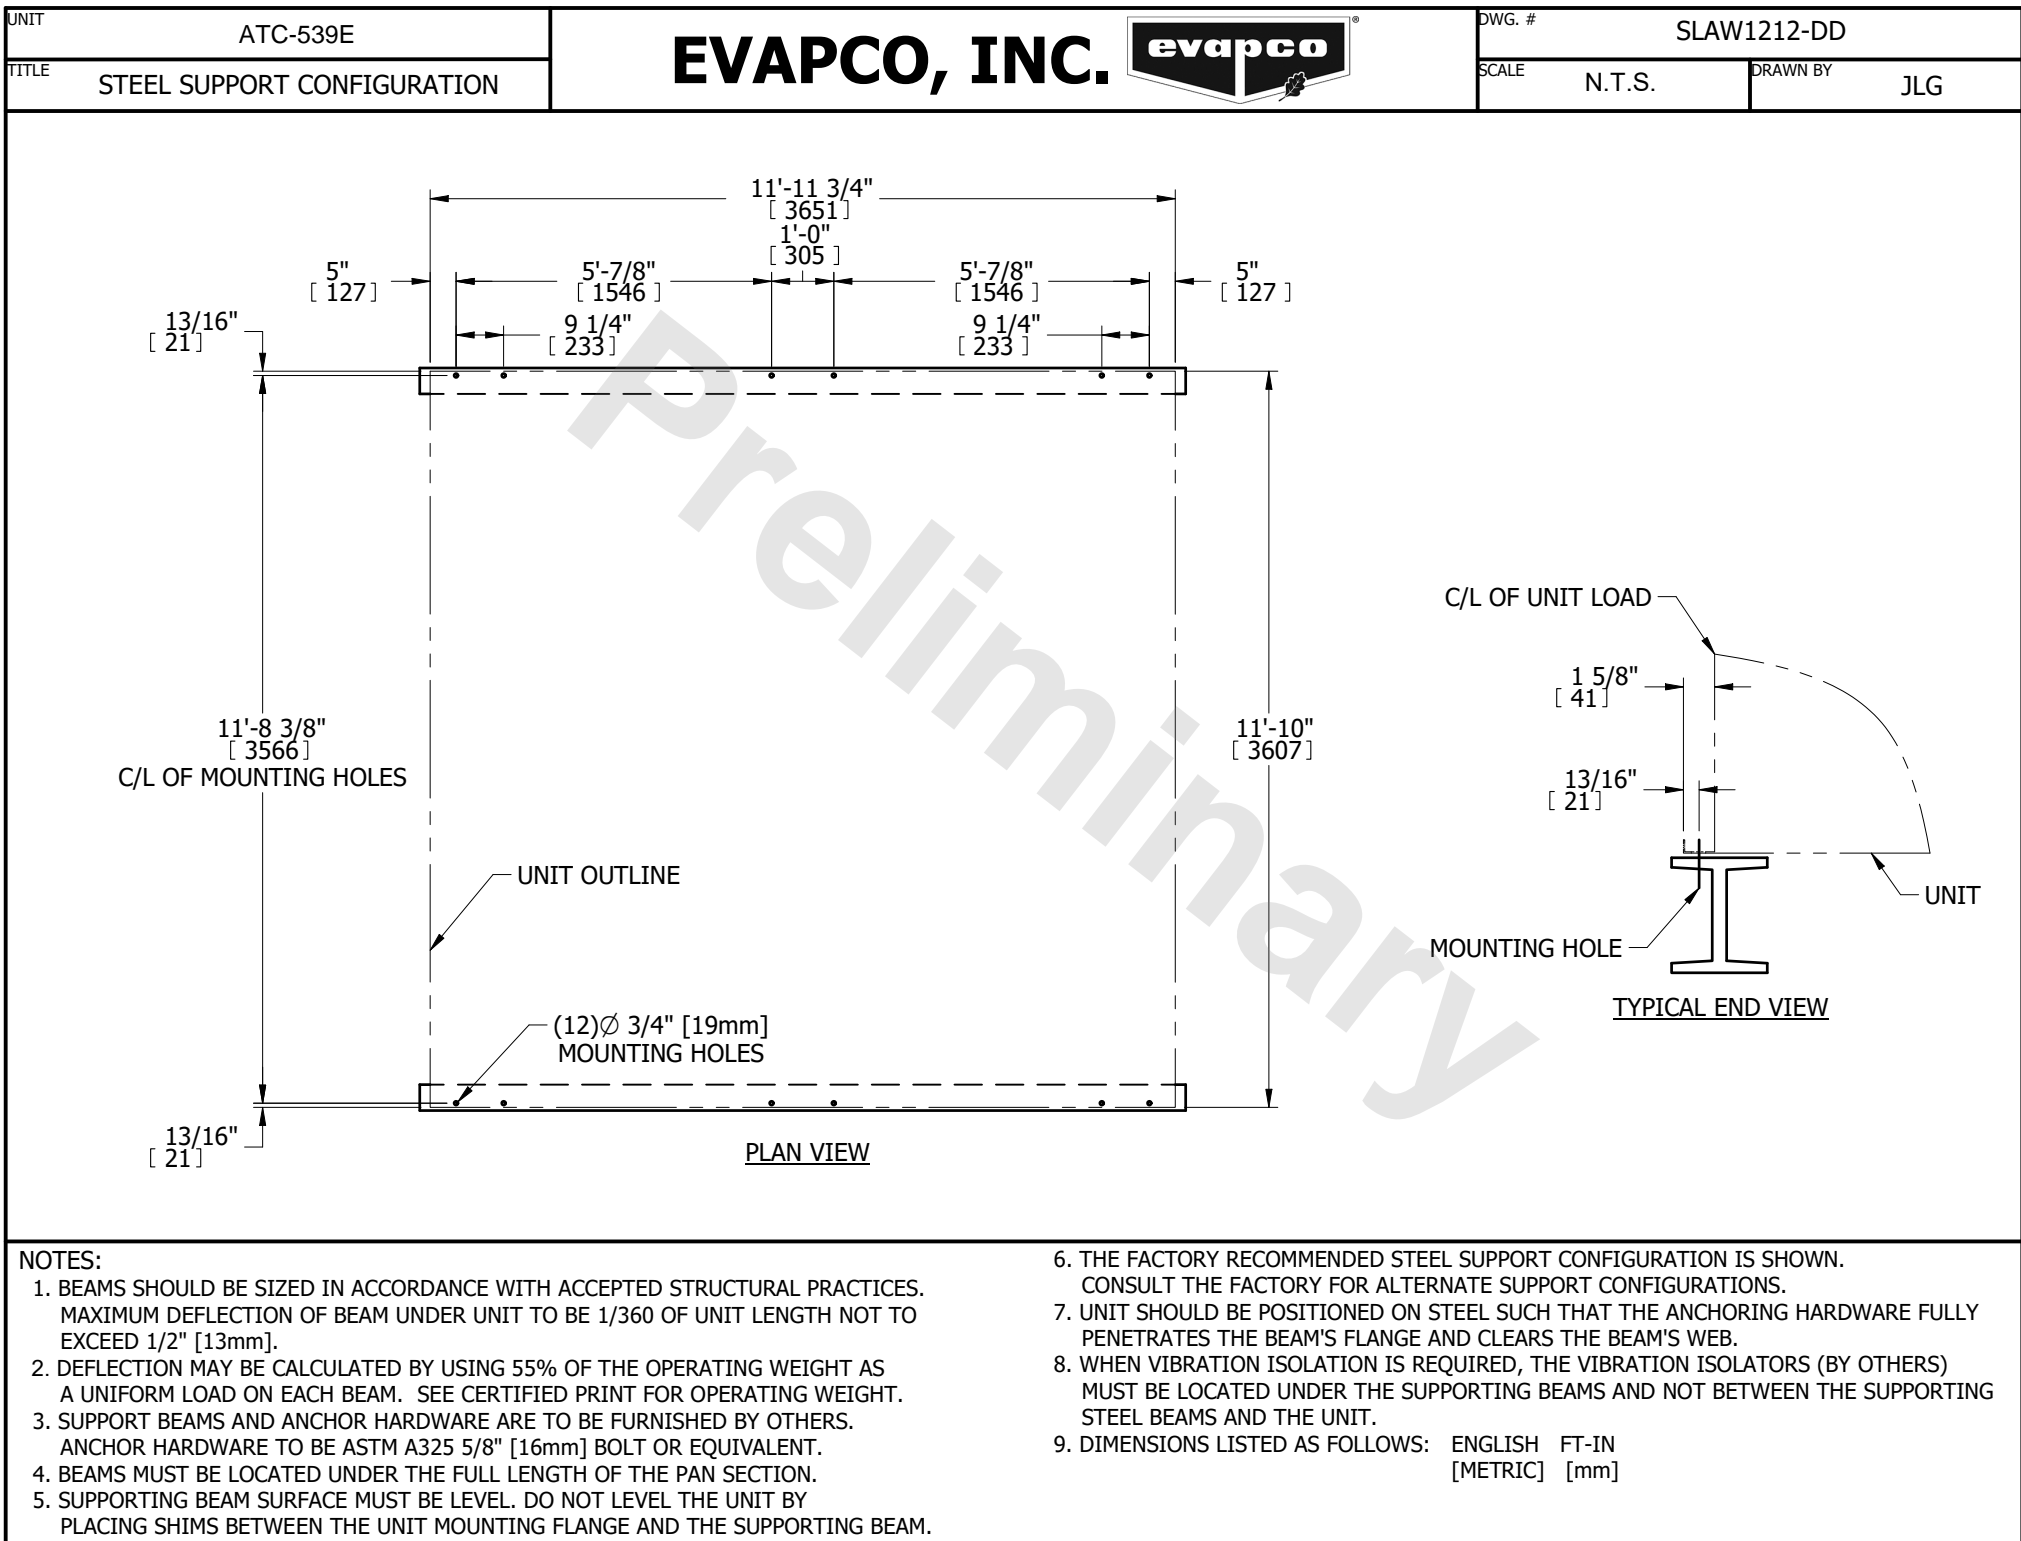 UNIT
ATC-539E
TITLE
STEEL SUPPORT CONFIGURATION
EVAPCO, INC.
evapco
®
DWG. #
SLAW1212-DD
SCALE
N.T.S.
DRAWN BY
JLG
11'-11 3/4"
[ 3651]
1'-0"
[ 305 ]
5"
[ 127]
5'-7/8"
[ 1546 ]
5'-7/8"
[ 1546 ]
5"
[ 127 ]
13/16"
[ 21]
9 1/4"
[ 233]
9 1/4"
[ 233 ]
Preliminary
11'-8 3/8"
[ 3566]
C/L OF MOUNTING HOLES
11'-10"
[ 3607]
UNIT OUTLINE
(12)∅ 3/4" [19mm]
MOUNTING HOLES
13/16"
[ 21]
PLAN VIEW
C/L OF UNIT LOAD
1 5/8"
[ 41]
13/16"
[ 21]
UNIT
MOUNTING HOLE
TYPICAL END VIEW
NOTES:
1. BEAMS SHOULD BE SIZED IN ACCORDANCE WITH ACCEPTED STRUCTURAL PRACTICES.
MAXIMUM DEFLECTION OF BEAM UNDER UNIT TO BE 1/360 OF UNIT LENGTH NOT TO
EXCEED 1/2" [13mm].
2. DEFLECTION MAY BE CALCULATED BY USING 55% OF THE OPERATING WEIGHT AS
A UNIFORM LOAD ON EACH BEAM. SEE CERTIFIED PRINT FOR OPERATING WEIGHT.
3. SUPPORT BEAMS AND ANCHOR HARDWARE ARE TO BE FURNISHED BY OTHERS.
ANCHOR HARDWARE TO BE ASTM A325 5/8" [16mm] BOLT OR EQUIVALENT.
4. BEAMS MUST BE LOCATED UNDER THE FULL LENGTH OF THE PAN SECTION.
5. SUPPORTING BEAM SURFACE MUST BE LEVEL. DO NOT LEVEL THE UNIT BY
PLACING SHIMS BETWEEN THE UNIT MOUNTING FLANGE AND THE SUPPORTING BEAM.
6. THE FACTORY RECOMMENDED STEEL SUPPORT CONFIGURATION IS SHOWN.
CONSULT THE FACTORY FOR ALTERNATE SUPPORT CONFIGURATIONS.
7. UNIT SHOULD BE POSITIONED ON STEEL SUCH THAT THE ANCHORING HARDWARE FULLY
PENETRATES THE BEAM'S FLANGE AND CLEARS THE BEAM'S WEB.
8. WHEN VIBRATION ISOLATION IS REQUIRED, THE VIBRATION ISOLATORS (BY OTHERS)
MUST BE LOCATED UNDER THE SUPPORTING BEAMS AND NOT BETWEEN THE SUPPORTING
STEEL BEAMS AND THE UNIT.
9. DIMENSIONS LISTED AS FOLLOWS: ENGLISH FT-IN
[METRIC] [mm]